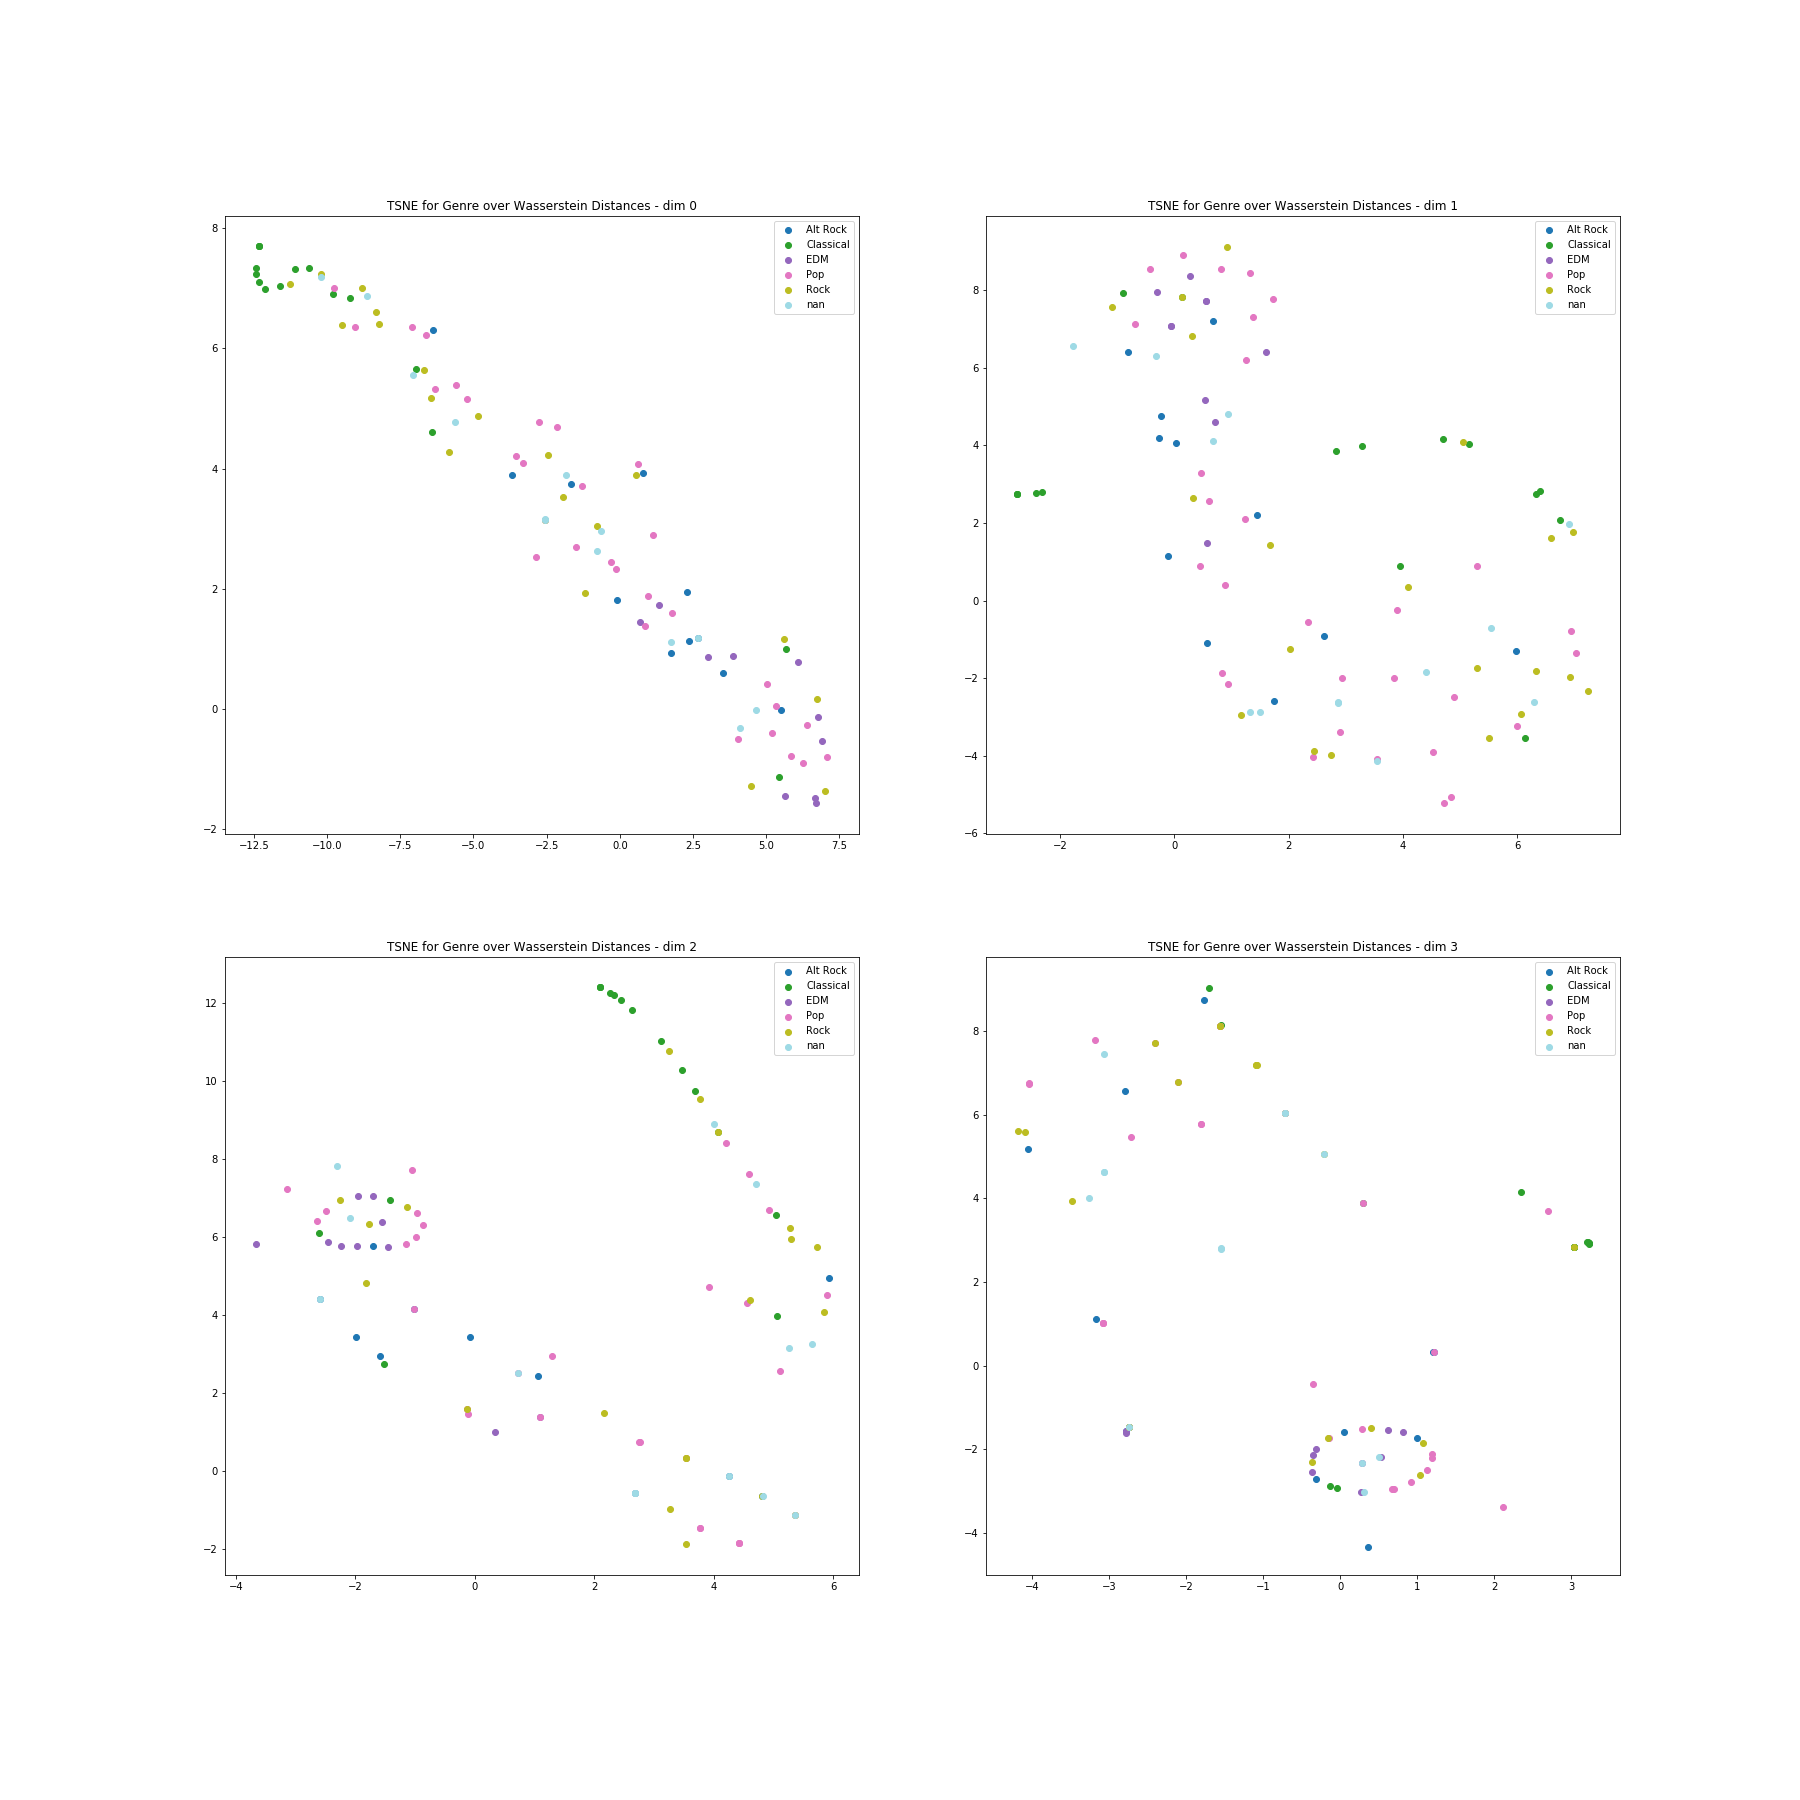 TSNE for Genre over Wasserstein Distances - dim 0
8
6
4
2
0
−2
−12.5 −10.0 −7.5 −5.0 −2.5 0.0 2.5 5.0 7.5
Alt Rock
Classical
EDM
Pop
Rock
nan
TSNE for Genre over Wasserstein Distances - dim 1
8
6
4
2
0
−2
−4
−6
−2 0 2 4 6
Alt Rock
Classical
EDM
Pop
Rock
nan
TSNE for Genre over Wasserstein Distances - dim 2
12
10
8
6
4
2
0
−2
−4 −2 0 2 4 6
Alt Rock
Classical
EDM
Pop
Rock
nan
TSNE for Genre over Wasserstein Distances - dim 3
8
6
4
2
0
−2
−4
−4 −3 −2 −1 0 1 2 3
Alt Rock
Classical
EDM
Pop
Rock
nan